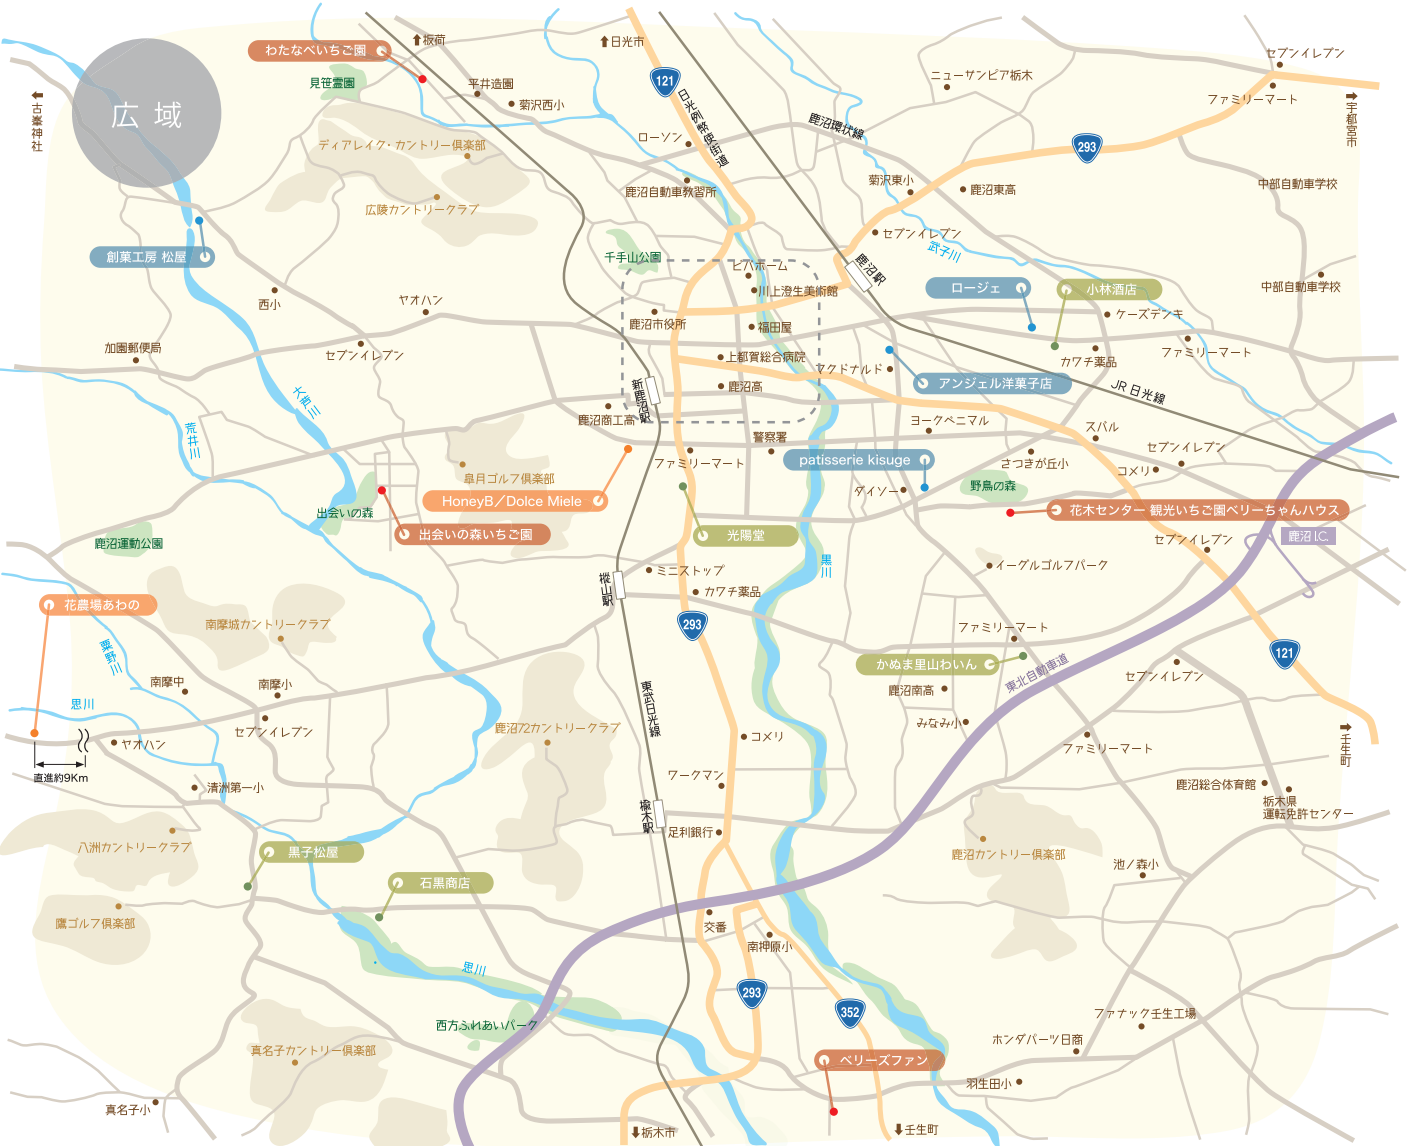 広域
わたなべいちご園
板荷
日光市
見笹霊園
平井造園
菊沢西小
121
日光例幣使街道
ローソン
鹿沼環状線
ニューサンピア栃木
セブンイレブン
ファミリーマート
宇都宮市
293
古峯神社
ディアレイク・カントリー倶楽部
広陵カントリークラブ
鹿沼自動車教習所
菊沢東小
鹿沼東高
中部自動車学校
セブンイレブン
武子川
創菓工房 松屋
千手山公園
ビバホーム
鹿沼駅
川上澄生美術館
ロージェ
小林酒店
中部自動車学校
西小
ヤオハン
鹿沼市役所
福田屋
ケーズデンキ
加園郵便局
セブンイレブン
上都賀総合病院
マクドナルド
カワチ薬品
ファミリーマート
新鹿沼駅
鹿沼高
アンジェル洋菓子店
JR 日光線
大芦川
荒井川
鹿沼商工高
ヨークベニマル
スバル
警察署
セブンイレブン
ファミリーマート
patisserie kisuge
さつきが丘小
コメリ
皐月ゴルフ倶楽部
HoneyB／Dolce Miele
ダイソー
野鳥の森
出会いの森
花木センター 観光いちご園ベリーちゃんハウス
出会いの森いちご園
光陽堂
鹿沼 I.C.
鹿沼運動公園
セブンイレブン
黒川
イーグルゴルフパーク
ミニストップ
樅山駅
カワチ薬品
花農場あわの
南摩城カントリークラブ
293
ファミリーマート
121
粟野川
かぬま里山わいん
東北自動車道
セブンイレブン
南摩中
南摩小
鹿沼南高
思川
東武日光線
みなみ小
セブンイレブン
鹿沼72カントリークラブ
コメリ
ヤオハン
ファミリーマート
壬生町
直進約9Km
ワークマン
清洲第一小
鹿沼総合体育館
栃木県
運転免許センター
楡木駅
足利銀行
八洲カントリークラブ
黒子松屋
鹿沼カントリー倶楽部
池ノ森小
石黒商店
鷹ゴルフ倶楽部
交番
南押原小
思川
293
352
西方ふれあいパーク
ファナック壬生工場
真名子カントリー倶楽部
ホンダパーツ日商
ベリーズファン
羽生田小
真名子小
栃木市
壬生町